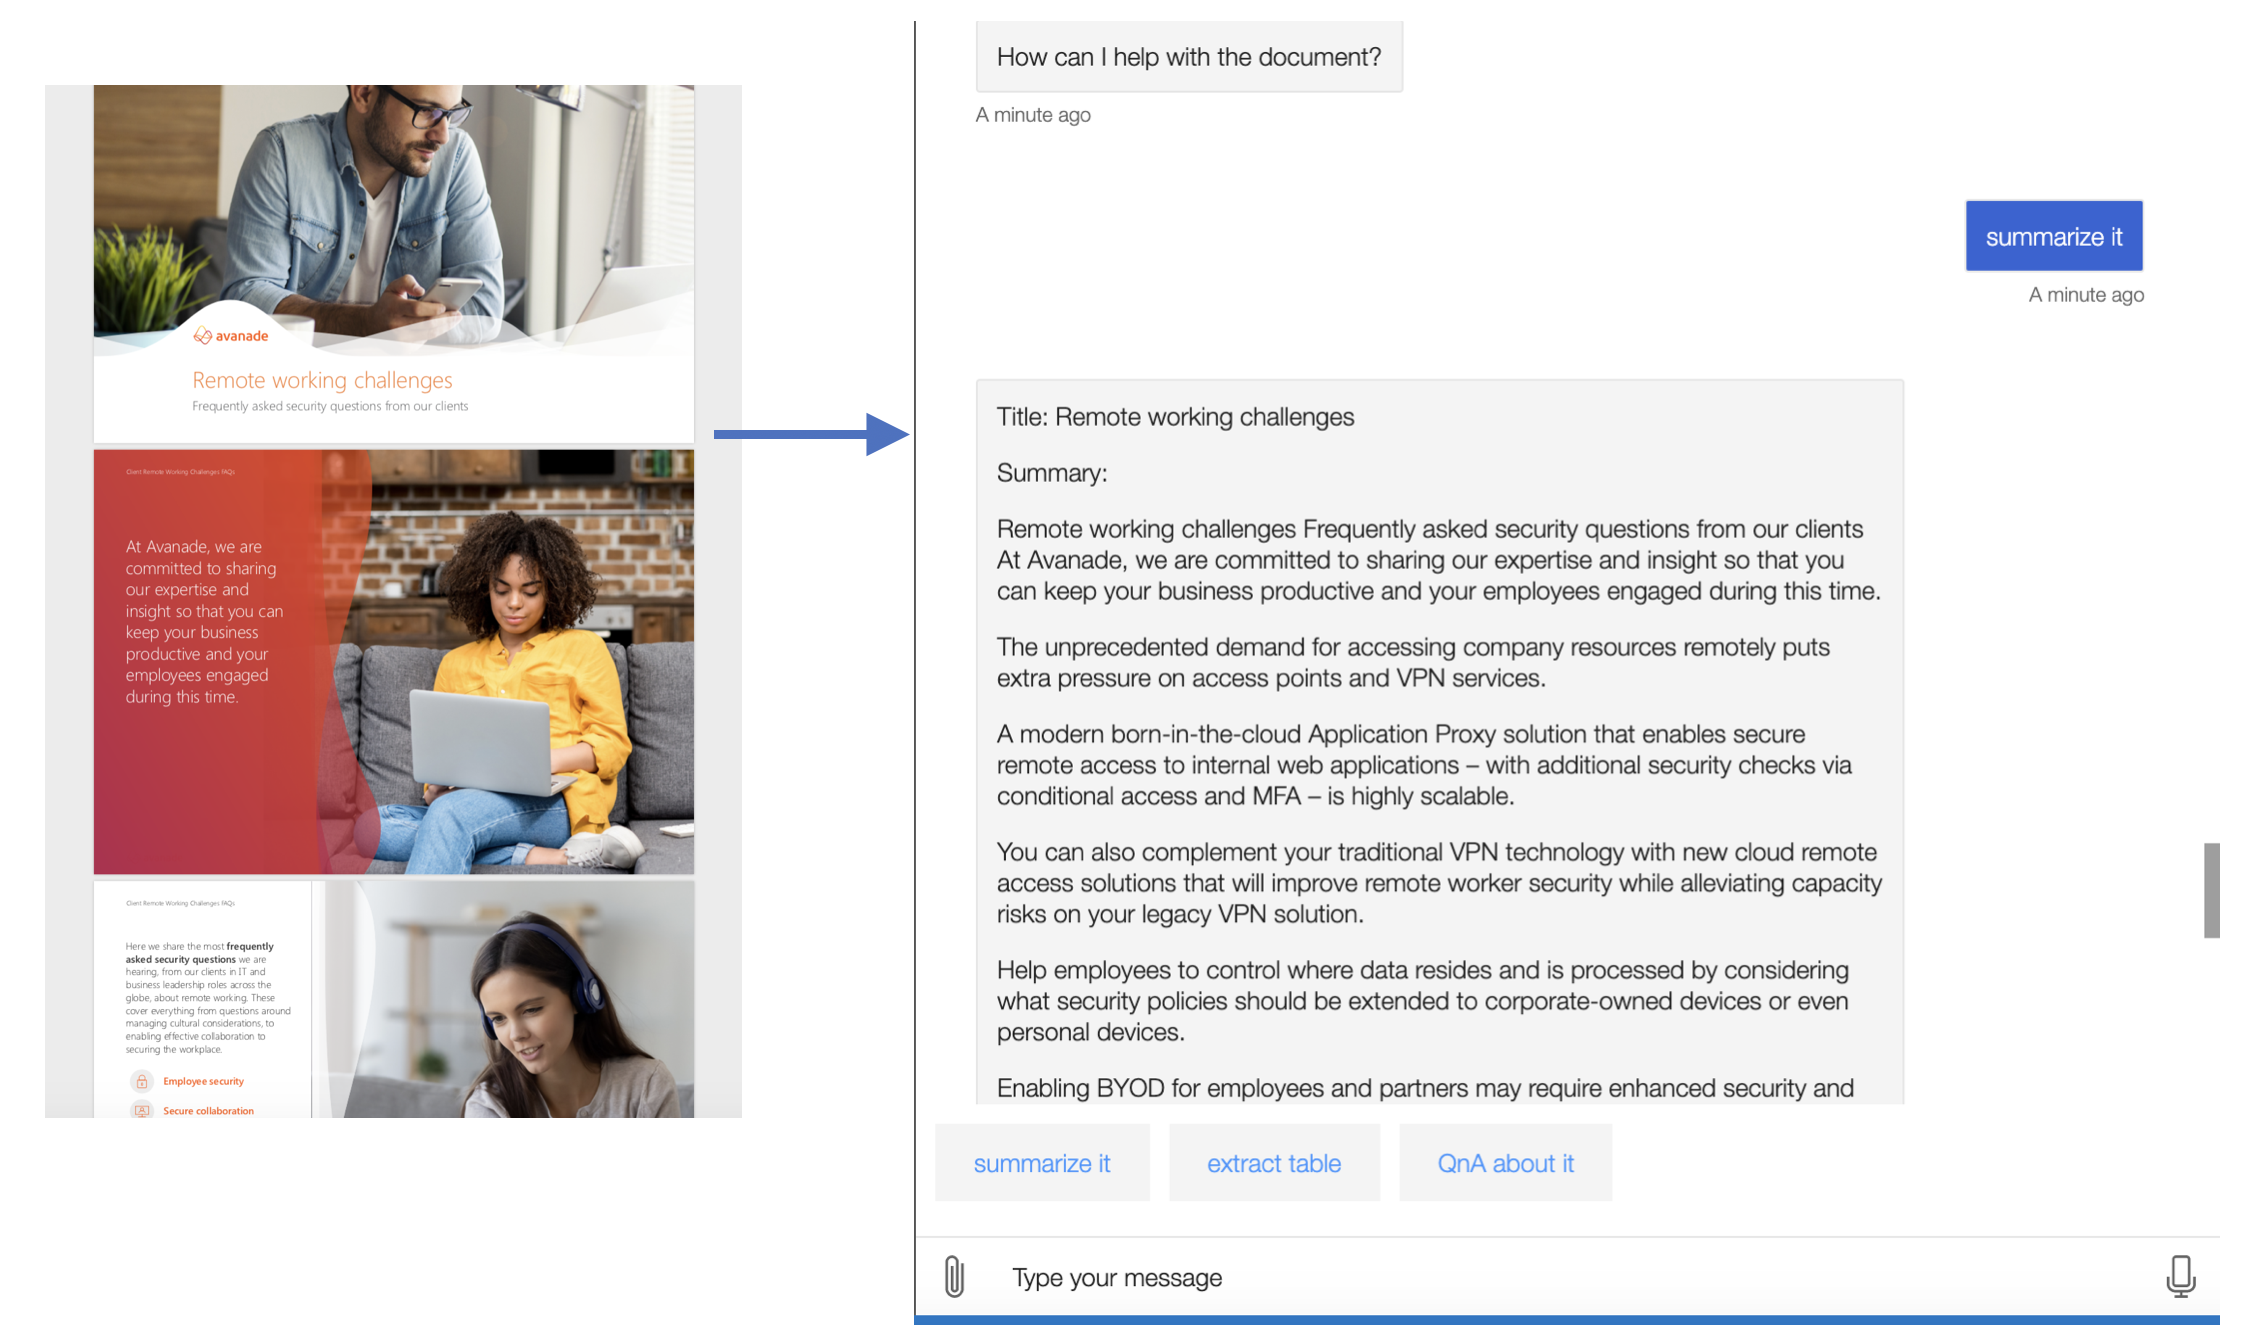 avanade
Remote working challenges
Frequently asked security questions from our clients
Client Remote Working Challenges FAQs
At Avanade, we are
committed to sharing
our expertise and
insight so that you can
keep your business
productive and your
employees engaged
during this time.
Client Remote Working Challenges FAQs
Here we share the most frequently
asked security questions we are
hearing, from our clients in IT and
business leadership roles across the
globe, about remote working. These
cover everything from questions around
managing cultural considerations, to
enabling effective collaboration to
securing the workplace.
Employee security
Secure collaboration
How can I help with the document?
A minute ago
summarize it
A minute ago
Title: Remote working challenges
Summary:
Remote working challenges Frequently asked security questions from our clients
At Avanade, we are committed to sharing our expertise and insight so that you
can keep your business productive and your employees engaged during this time.
The unprecedented demand for accessing company resources remotely puts
extra pressure on access points and VPN services.
A modern born-in-the-cloud Application Proxy solution that enables secure
remote access to internal web applications – with additional security checks via
conditional access and MFA – is highly scalable.
You can also complement your traditional VPN technology with new cloud remote
access solutions that will improve remote worker security while alleviating capacity
risks on your legacy VPN solution.
Help employees to control where data resides and is processed by considering
what security policies should be extended to corporate-owned devices or even
personal devices.
Enabling BYOD for employees and partners may require enhanced security and
summarize it
extract table
QnA about it
Type your message